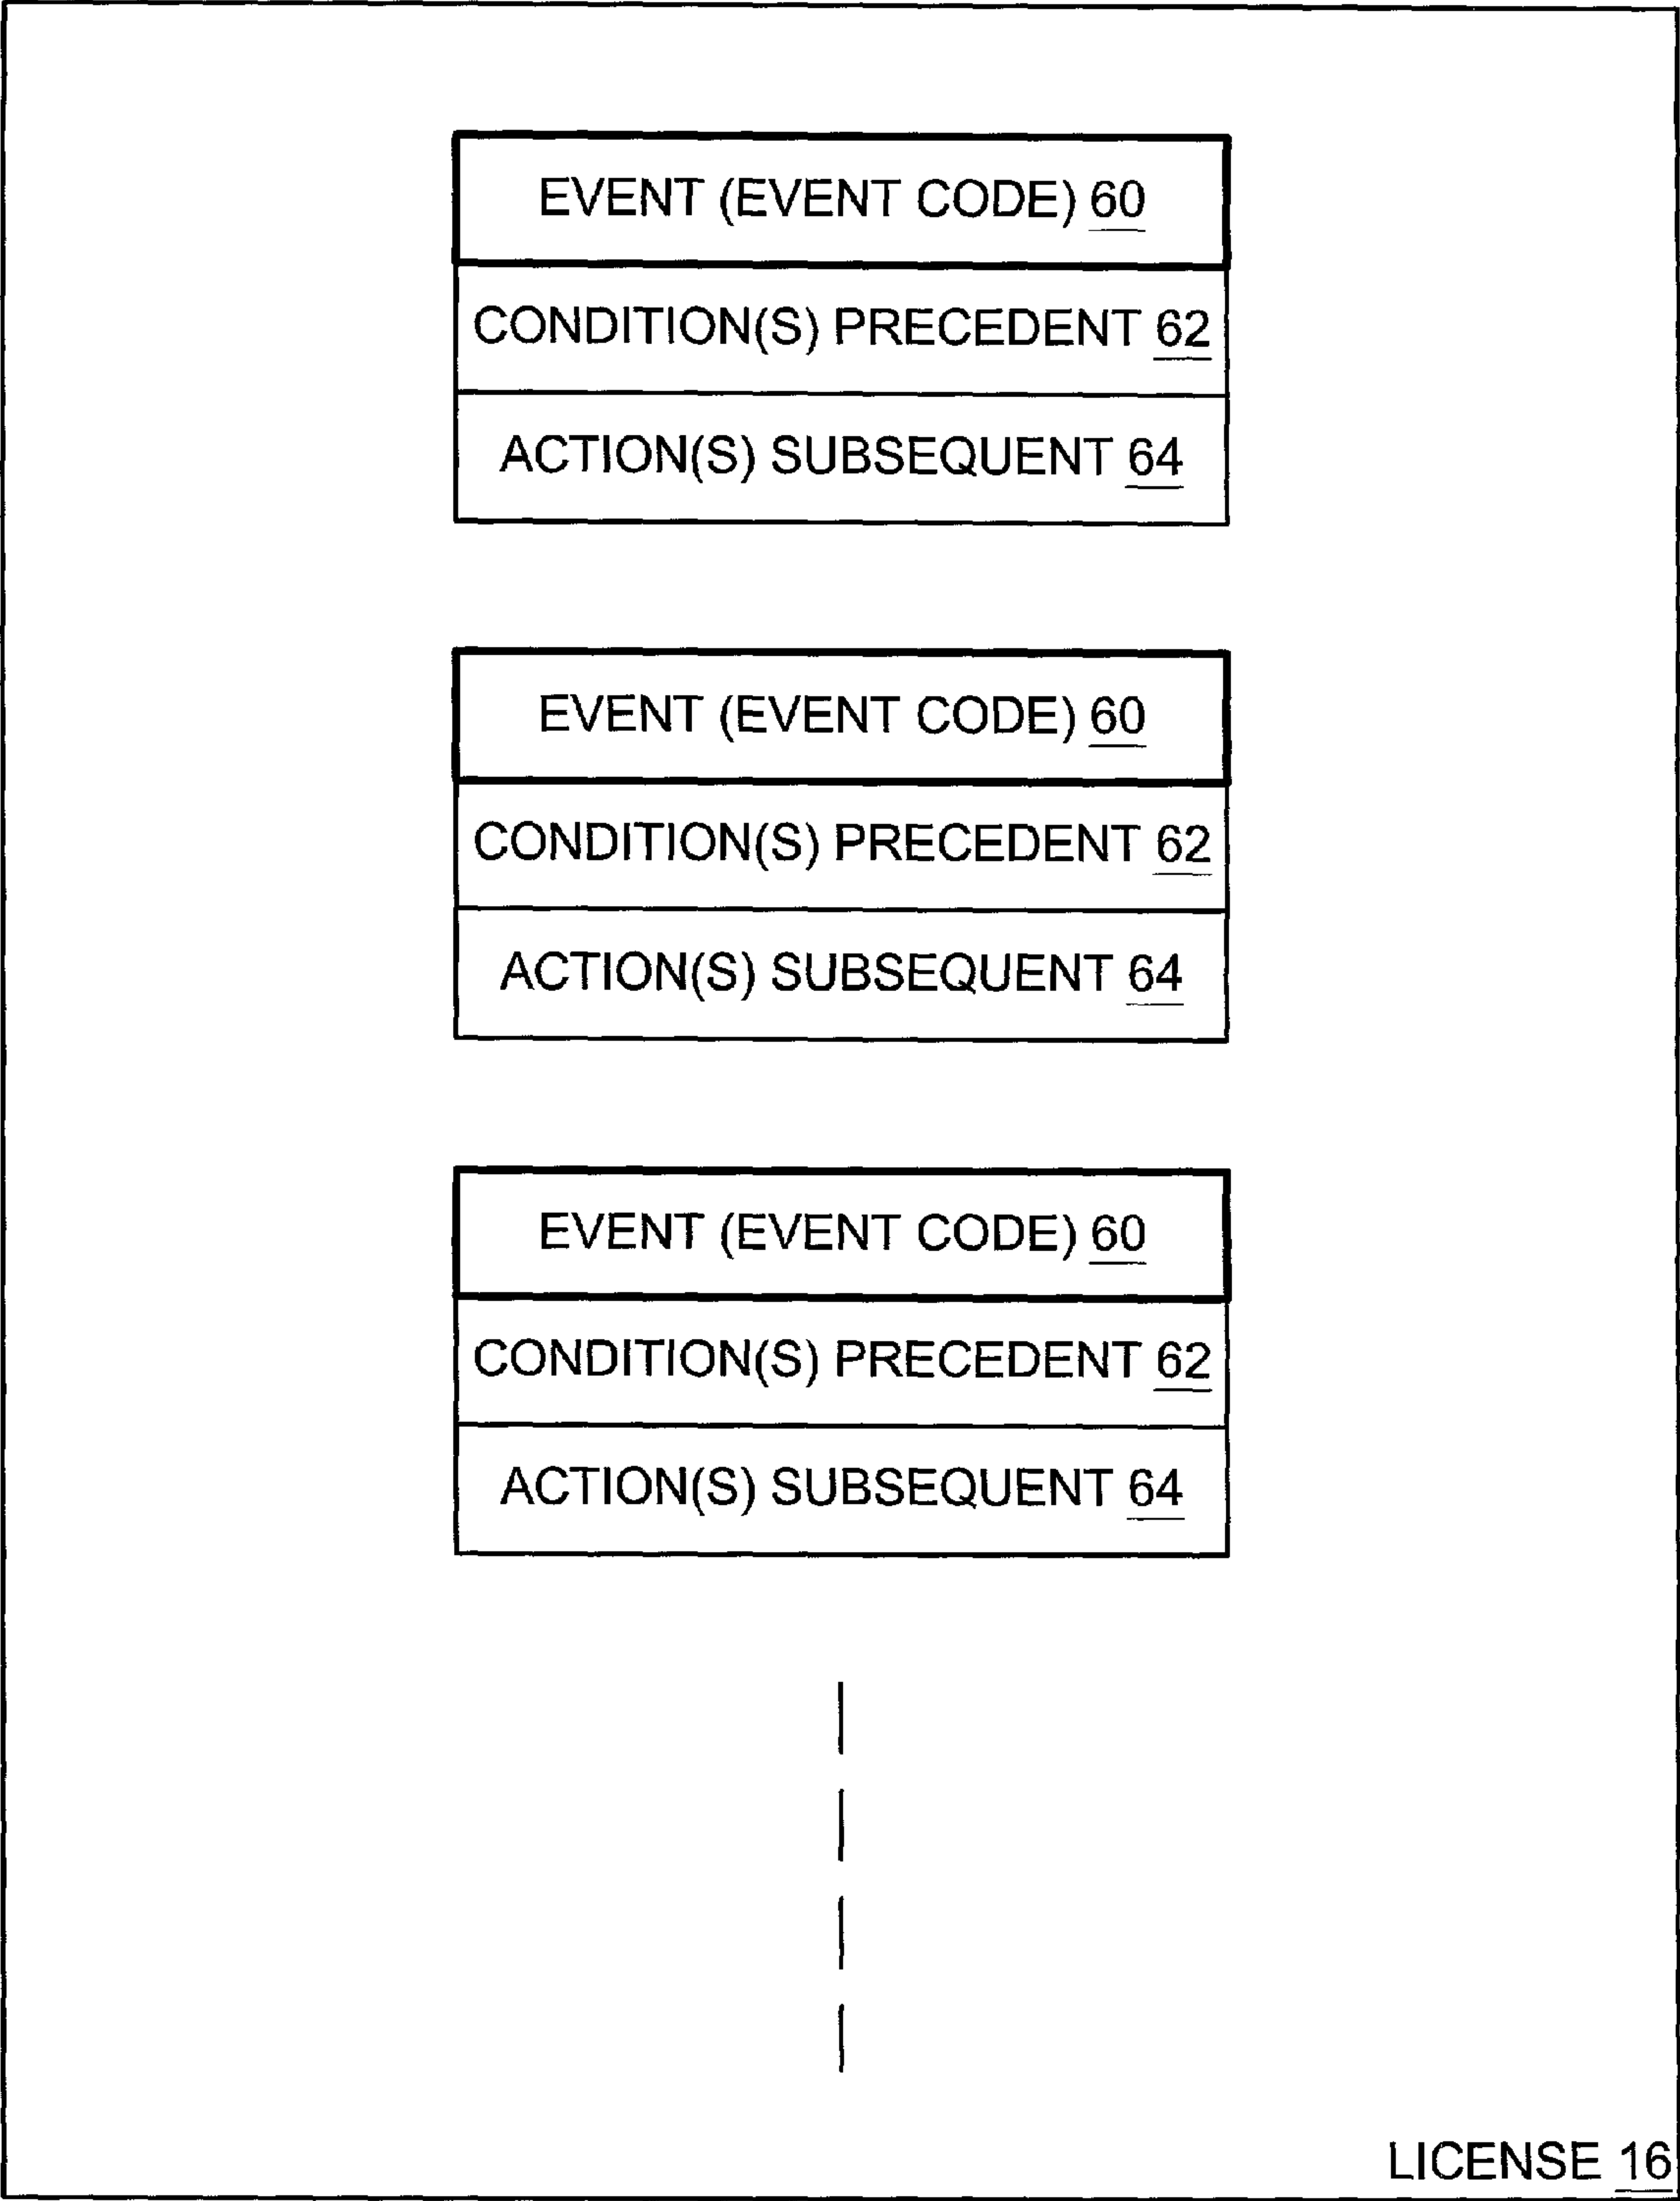 EVENT (EVENT CODE) 60
CONDITION(S) PRECEDENT 62
ACTION(S) SUBSEQUENT 64
EVENT (EVENT CODE) 60
CONDITION(S) PRECEDENT 62
ACTION(S) SUBSEQUENT 64
EVENT (EVENT CODE) 60
CONDITION(S) PRECEDENT 62
ACTION(S) SUBSEQUENT 64
LICENSE 16